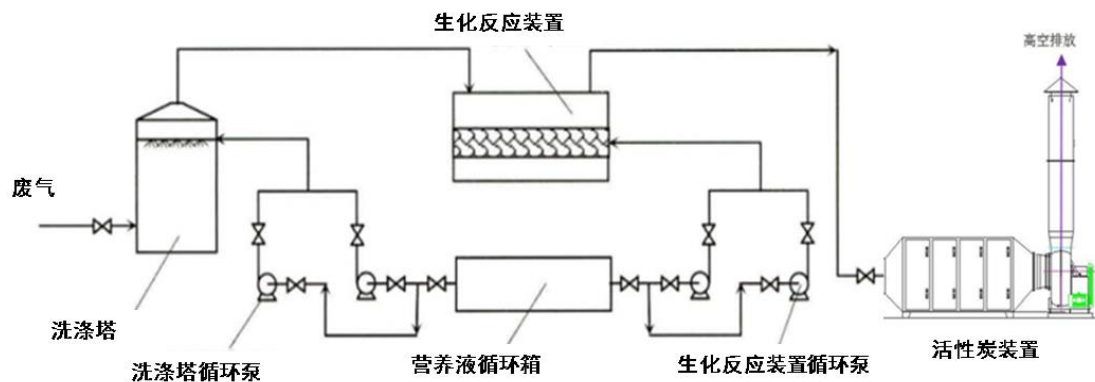 生化反应装置
高空排放
废气
洗涤塔
洗涤塔循环泵
营养液循环箱
生化反应装置循环泵
活性炭装置